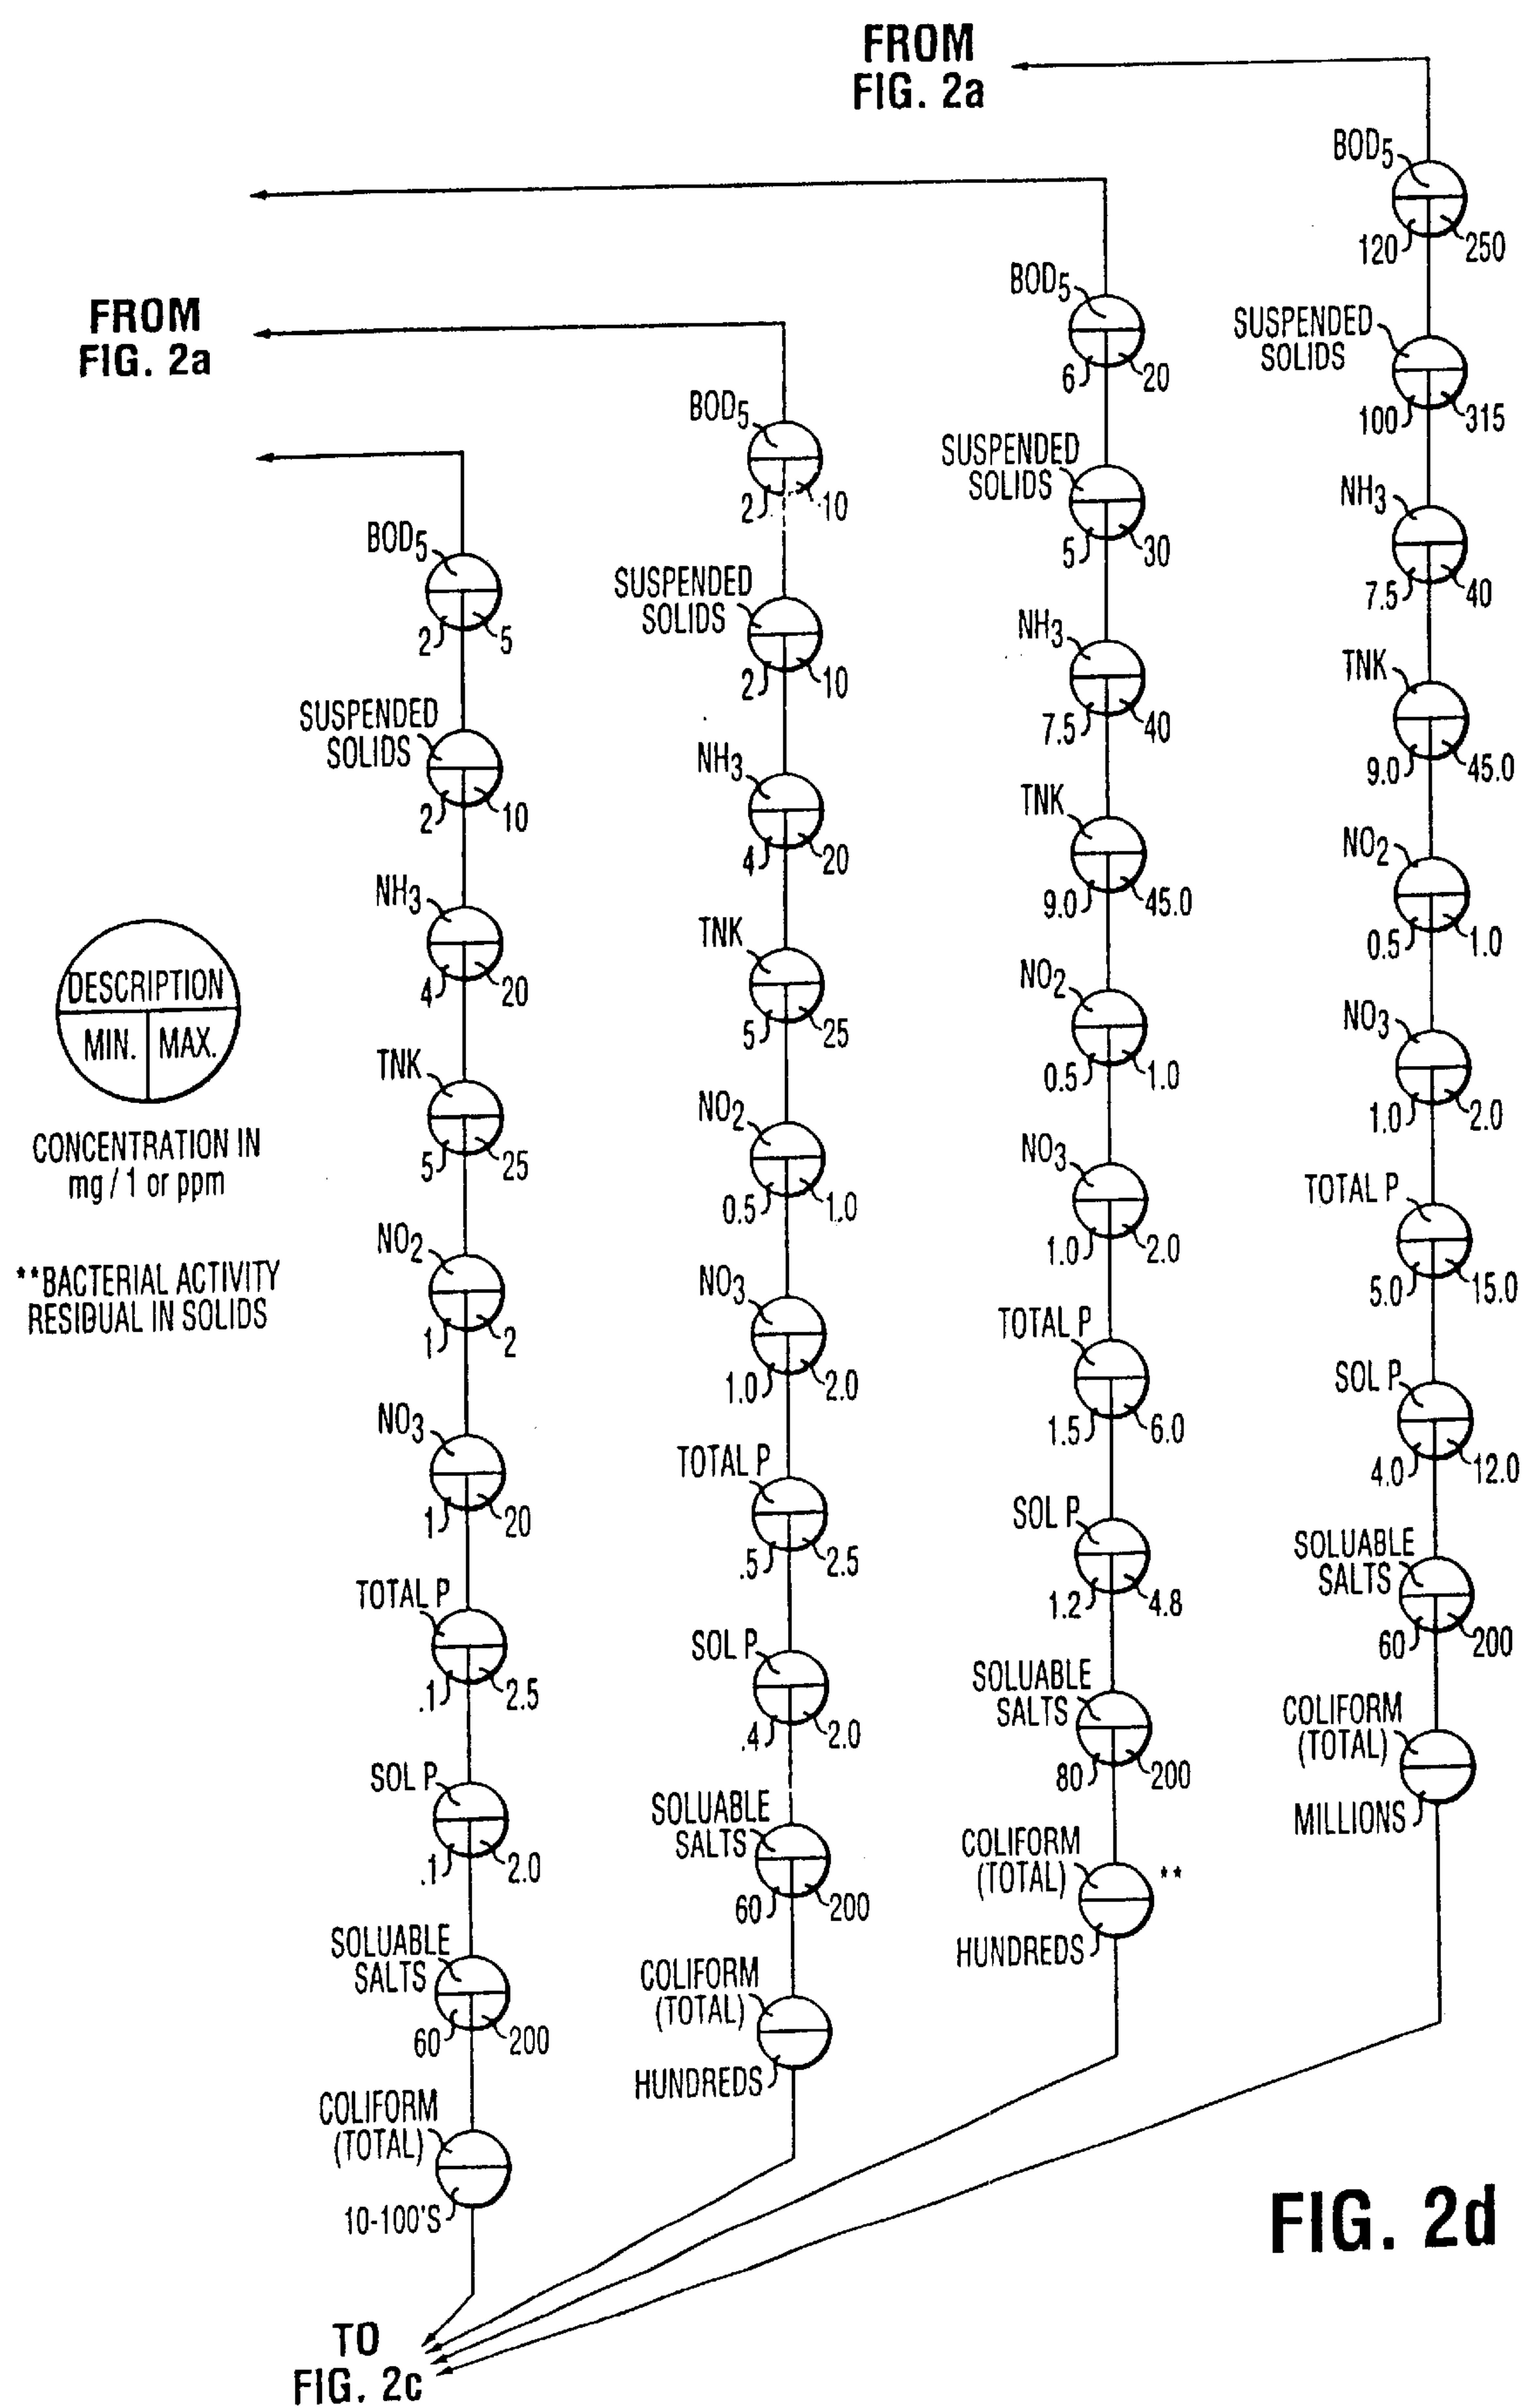 FROM
FIG. 2a
FROM
FIG. 2a
DESCRIPTION
MIN. MAX.
CONCENTRATION IN
mg / 1 or ppm
**BACTERIAL ACTIVITY
RESIDUAL IN SOLIDS
BOD5
2 5
SUSPENDED
SOLIDS
2 10
NH3
4 20
TNK
5 25
NO2
1 2
NO3
1 20
TOTAL P
.1 2.5
SOL P
.1 2.0
SOLUABLE
SALTS
60 200
COLIFORM
(TOTAL)
10-100'S
BOD5
2 10
SUSPENDED
SOLIDS
2 10
NH3
4 20
TNK
5 25
NO2
0.5 1.0
NO3
1.0 2.0
TOTAL P
.5 2.5
SOL P
.4 2.0
SOLUABLE
SALTS
60 200
COLIFORM
(TOTAL)
HUNDREDS
BOD5
6 20
SUSPENDED
SOLIDS
5 30
NH3
7.5 40
TNK
9.0 45.0
NO2
0.5 1.0
NO3
1.0 2.0
TOTAL P
1.5 6.0
SOL P
1.2 4.8
SOLUABLE
SALTS
80 200
COLIFORM
(TOTAL) **
HUNDREDS
BOD5
120 250
SUSPENDED
SOLIDS
100 315
NH3
7.5 40
TNK
9.0 45.0
NO2
0.5 1.0
NO3
1.0 2.0
TOTAL P
5.0 15.0
SOL P
4.0 12.0
SOLUABLE
SALTS
60 200
COLIFORM
(TOTAL)
MILLIONS
TO
FIG. 2c
FIG. 2d